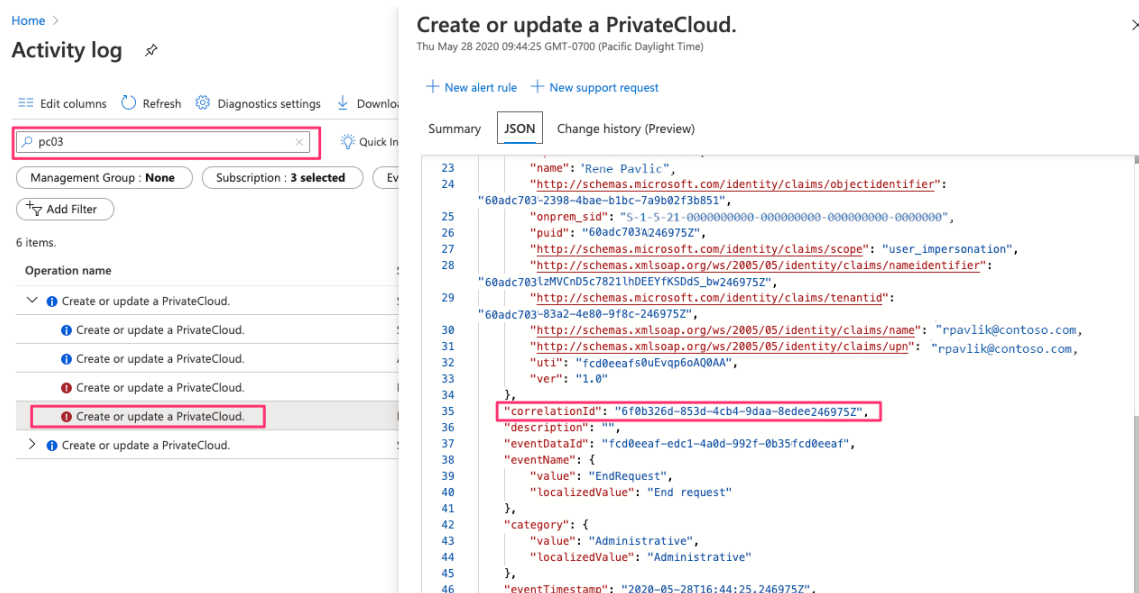 Home >
Activity log
Edit columns Refresh Diagnostics settings Downloa
pc03
Quick In
Management Group : None Subscription : 3 selected Ev
Add Filter
6 items.
Operation name
Create or update a PrivateCloud.
Create or update a PrivateCloud.
Create or update a PrivateCloud.
Create or update a PrivateCloud.
Create or update a PrivateCloud.
Create or update a PrivateCloud.
Create or update a PrivateCloud.
Thu May 28 2020 09:44:25 GMT-0700 (Pacific Daylight Time)
New alert rule New support request
Summary JSON Change history (Preview)
23 "name": "Rene Pavlic",
24 "http://schemas.microsoft.com/identity/claims/objectidentifier":
"60adc703-2398-4bae-b1bc-7a9b02f3b851",
25 "onprem_sid": "S-1-5-21-0000000000-000000000-000000000-0000000",
26 "puid": "60adc703A246975Z",
27 "http://schemas.microsoft.com/identity/claims/scope": "user_impersonation",
28 "http://schemas.xmlsoap.org/ws/2005/05/identity/claims/nameidentifier":
"60adc703lzMVCnD5c7821lhDEEYfKSDdS_bw246975Z",
29 "http://schemas.microsoft.com/identity/claims/tenantid":
"60adc703-83a2-4e80-9f8c-246975Z",
30 "http://schemas.xmlsoap.org/ws/2005/05/identity/claims/name": "rpavlik@contoso.com,
31 "http://schemas.xmlsoap.org/ws/2005/05/identity/claims/upn": "rpavlik@contoso.com,
32 "uti": "fcd0eeafs0uEvqp6oAQ0AA",
33 "ver": "1.0"
34 },
35 "correlationId": "6f0b326d-853d-4cb4-9daa-8edee246975Z",
36 "description": "",
37 "eventDataId": "fcd0eeaf-edc1-4a0d-992f-0b35fcd0eeaf",
38 "eventName": {
39 "value": "EndRequest",
40 "localizedValue": "End request"
41 },
42 "category": {
43 "value": "Administrative",
44 "localizedValue": "Administrative"
45 },
46 "eventTimestamp": "2020-05-28T16:44:25.246975Z",